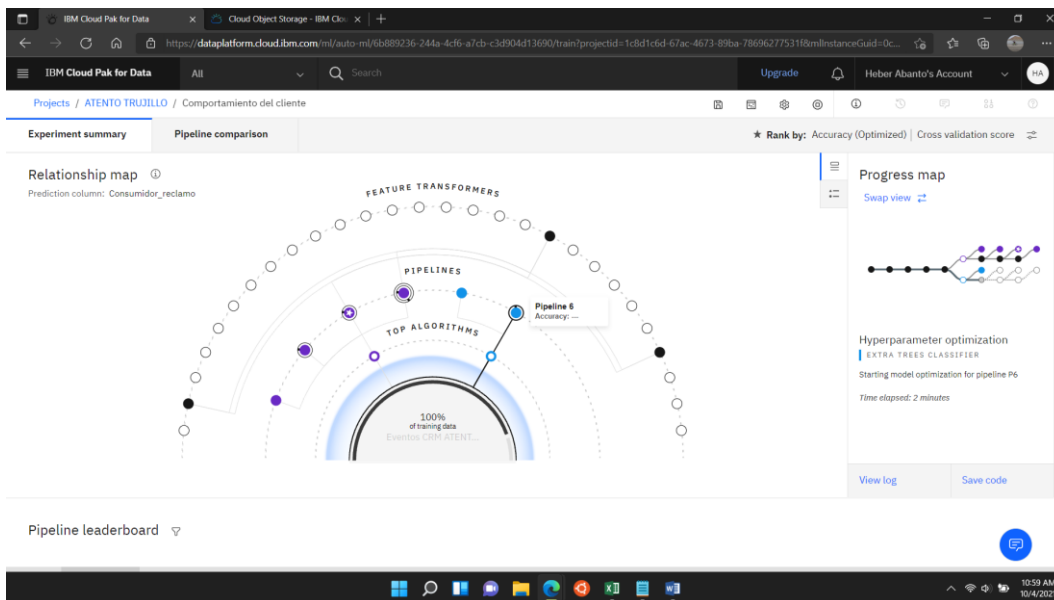 IBM Cloud Pak for Data
Cloud Object Storage - IBM Clou
https://dataplatform.cloud.ibm.com/ml/auto-ml/6b889236-244a-4cf6-a7cb-c3d904d13690/train?projectid=1c8d1c6d-67ac-4673-89ba-78696277531f&mlInstanceGuid=0c...
IBM Cloud Pak for Data
All
Search
Upgrade
Heber Abanto's Account
HA
Projects / ATENTO TRUJILLO / Comportamiento del cliente
Experiment summary
Pipeline comparison
Rank by: Accuracy (Optimized) | Cross validation score
Relationship map
Prediction column: Consumidor_reclamo
FEATURE TRANSFORMERS
PIPELINES
Pipeline 6
Accuracy: —
TOP ALGORITHMS
100%
of training data
Eventos CRM ATENT...
Progress map
Swap view
Hyperparameter optimization
EXTRA TREES CLASSIFIER
Starting model optimization for pipeline P6
Time elapsed: 2 minutes
View log
Save code
Pipeline leaderboard
10:59 AM
10/4/202